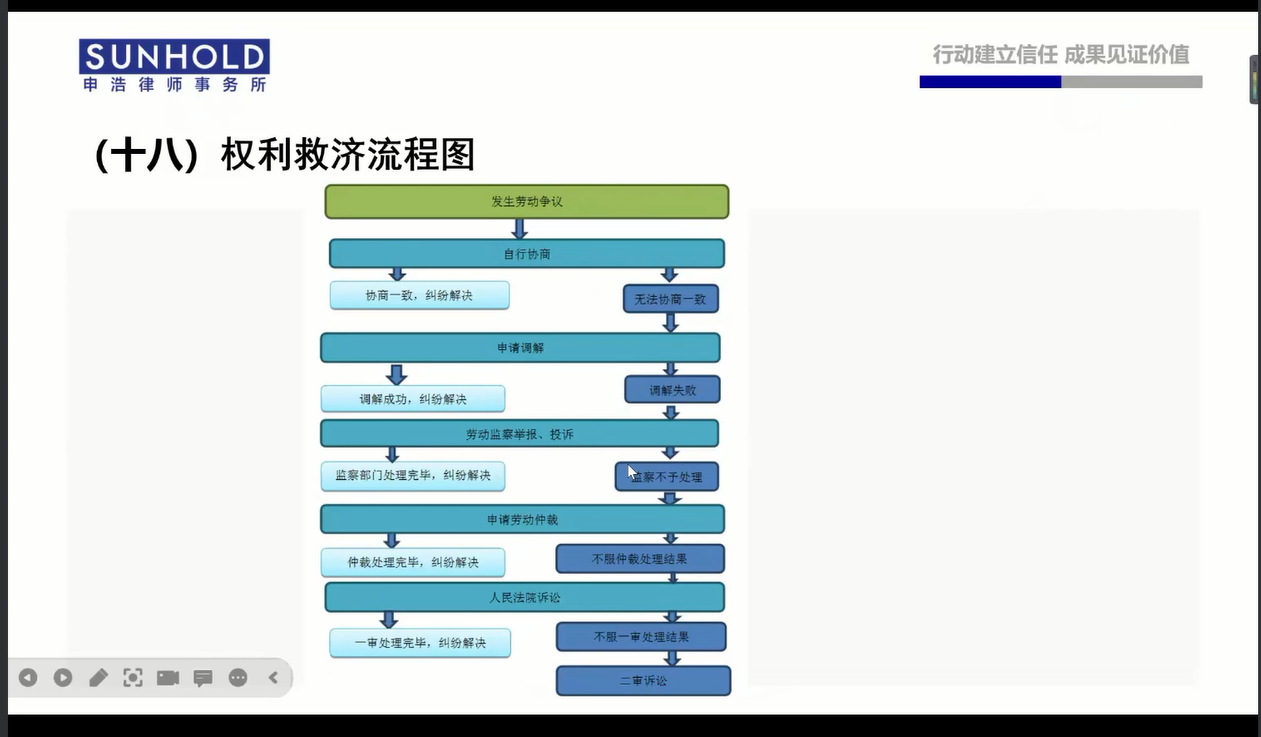 SUNHOLD
申浩律师事务所
行动建立信任 成果见证价值
(十八) 权利救济流程图
发生劳动争议
自行协商
协商一致，纠纷解决
无法协商一致
申请调解
调解成功，纠纷解决
调解失败
劳动监察举报、投诉
监察部门处理完毕，纠纷解决
监察不予处理
申请劳动仲裁
仲裁处理完毕，纠纷解决
不服仲裁处理结果
人民法院诉讼
一审处理完毕，纠纷解决
不服一审处理结果
二审诉讼